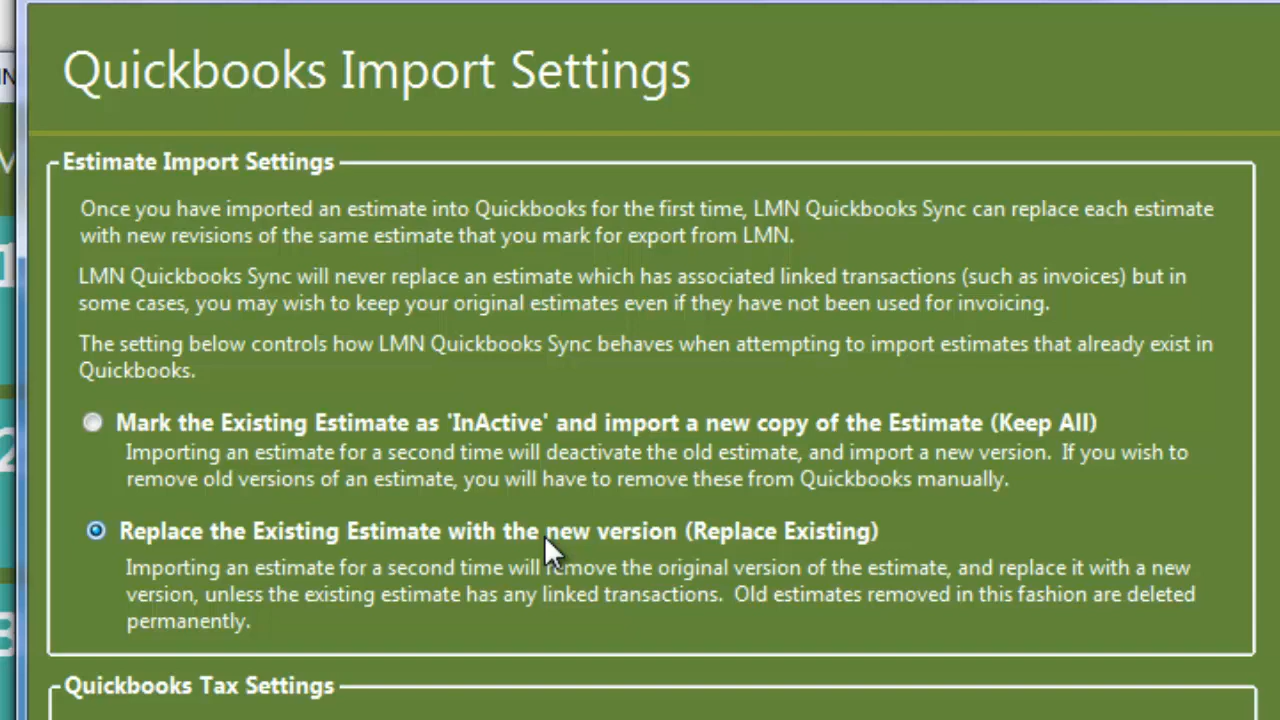 Quickbooks Import Settings
Estimate Import Settings
Once you have imported an estimate into Quickbooks for the first time, LMN Quickbooks Sync can replace each estimate
with new revisions of the same estimate that you mark for export from LMN.
LMN Quickbooks Sync will never replace an estimate which has associated linked transactions (such as invoices) but in
some cases, you may wish to keep your original estimates even if they have not been used for invoicing.
The setting below controls how LMN Quickbooks Sync behaves when attempting to import estimates that already exist in
Quickbooks.
Mark the Existing Estimate as 'InActive' and import a new copy of the Estimate (Keep All)
Importing an estimate for a second time will deactivate the old estimate, and import a new version.  If you wish to
remove old versions of an estimate, you will have to remove these from Quickbooks manually.
Replace the Existing Estimate with the new version (Replace Existing)
Importing an estimate for a second time will remove the original version of the estimate, and replace it with a new
version, unless the existing estimate has any linked transactions.  Old estimates removed in this fashion are deleted
permanently.
Quickbooks Tax Settings